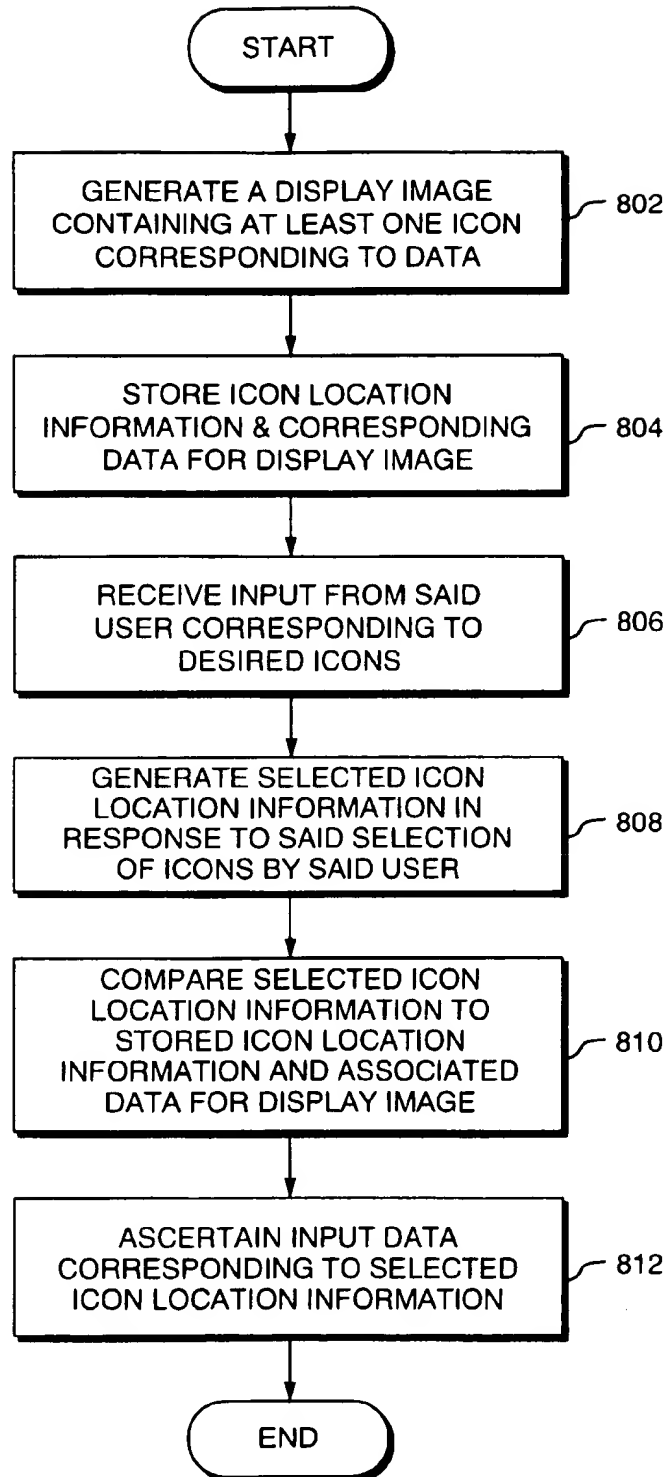 START
GENERATE A DISPLAY IMAGE
CONTAINING AT LEAST ONE ICON
CORRESPONDING TO DATA
802
STORE ICON LOCATION
INFORMATION & CORRESPONDING
DATA FOR DISPLAY IMAGE
804
RECEIVE INPUT FROM SAID
USER CORRESPONDING TO
DESIRED ICONS
806
GENERATE SELECTED ICON
LOCATION INFORMATION IN
RESPONSE TO SAID SELECTION
OF ICONS BY SAID USER
808
COMPARE SELECTED ICON
LOCATION INFORMATION TO
STORED ICON LOCATION
INFORMATION AND ASSOCIATED
DATA FOR DISPLAY IMAGE
810
ASCERTAIN INPUT DATA
CORRESPONDING TO SELECTED
ICON LOCATION INFORMATION
812
END